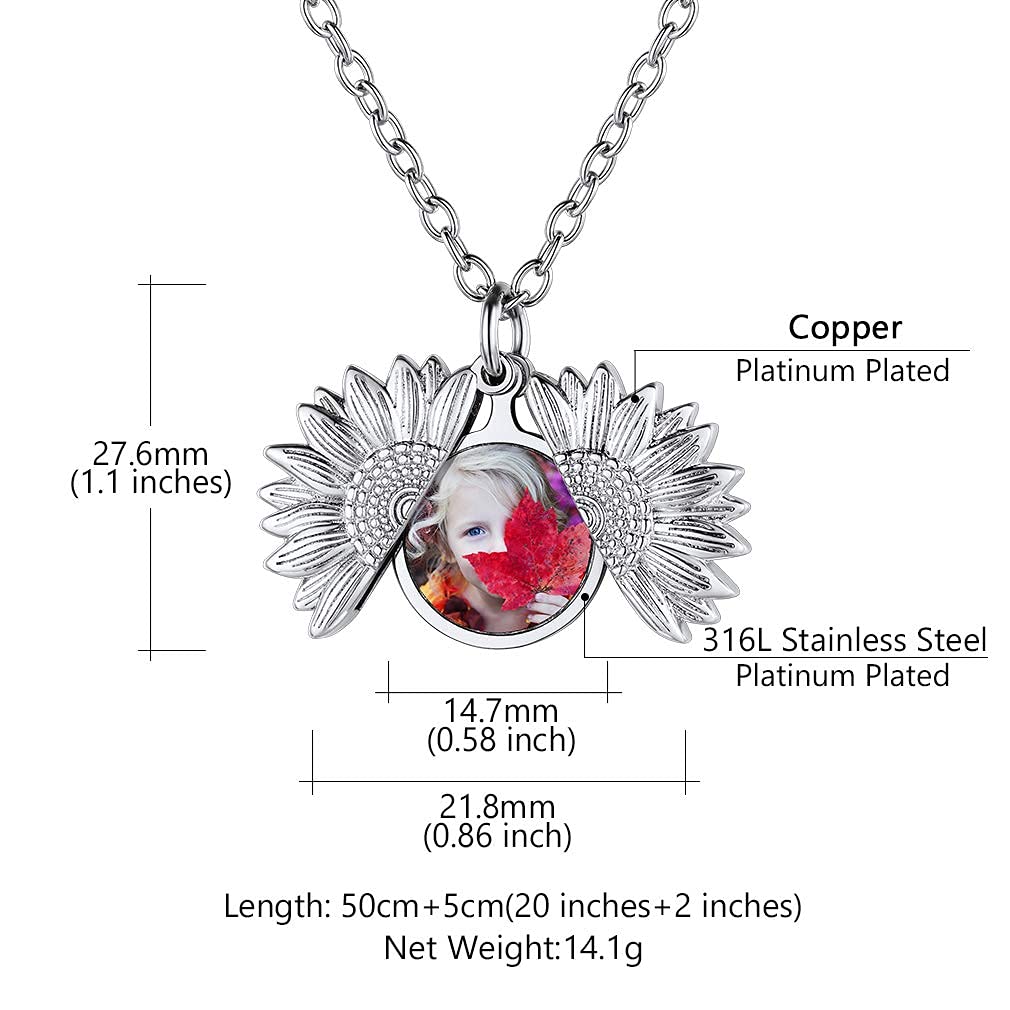 Copper
Platinum Plated
27.6mm
(1.1 inches)
316L Stainless Steel
Platinum Plated
14.7mm
(0.58 inch)
21.8mm
(0.86 inch)
Length: 50cm+5cm(20 inches+2 inches)
Net Weight:14.1g